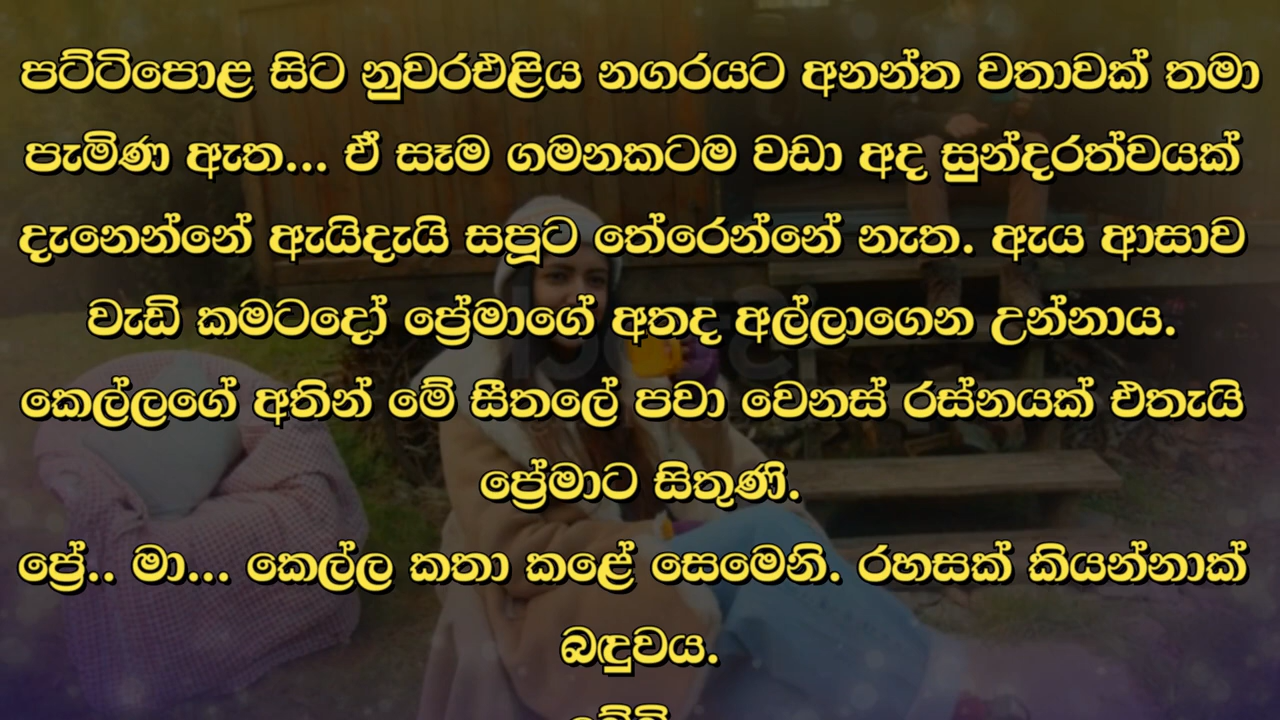 පට්ටිපොළ සිට නුවරඑළිය නගරයට අනන්ත වතාවක් තමා
පැමිණ ඇත... ඒ සෑම ගමනකටම වඩා අද සුන්දරත්වයක්
දැනෙන්නේ ඇයිදැයි සපූට තේරෙන්නේ නැත. ඇය ආසාව
වැඩි කමටදෝ ප්‍රේමාගේ අතද අල්ලාගෙන උන්නාය.
කෙල්ලගේ අතින් මේ සීතලේ පවා වෙනස් රස්නයක් එතැයි
ප්‍රේමාට සිතුණි.
ප්‍රේ.. මා... කෙල්ල කතා කළේ සෙමෙනි. රහසක් කියන්නාක්
බඳුවය.